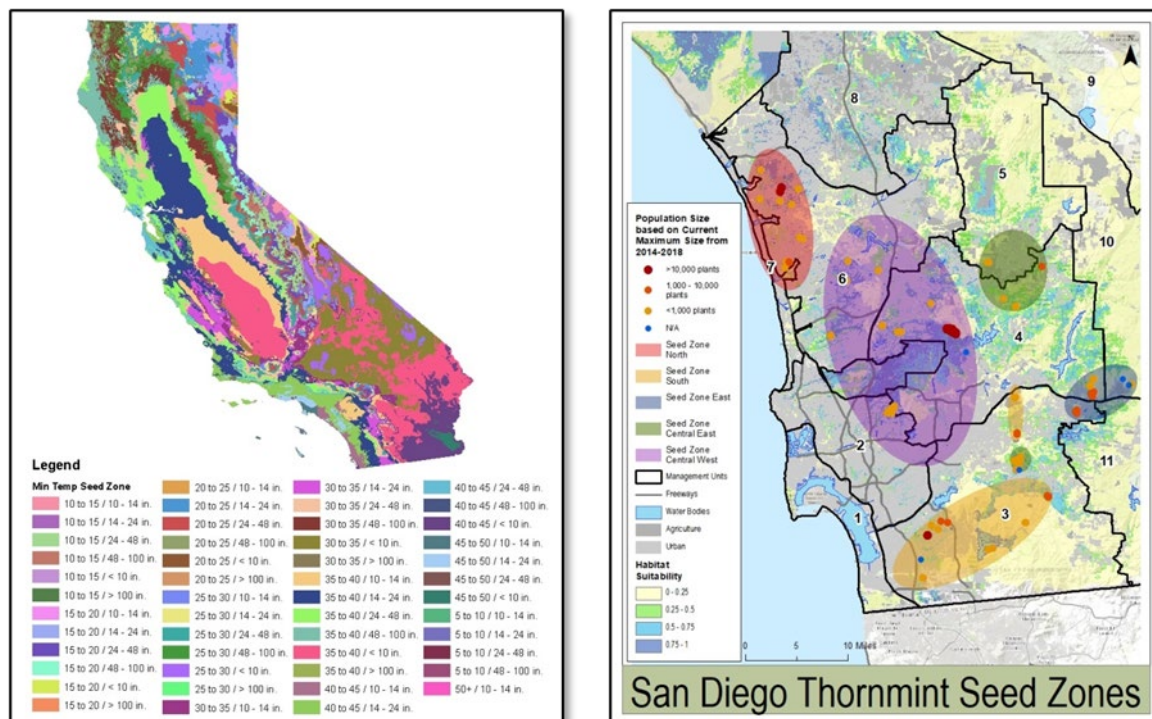 Legend
Min Temp Seed Zone
10 to 15 / 10 - 14 in.
10 to 15 / 14 - 24 in.
10 to 15 / 24 - 48 in.
10 to 15 / 48 - 100 in.
10 to 15 / < 10 in.
10 to 15 / > 100 in.
15 to 20 / 10 - 14 in.
15 to 20 / 14 - 24 in.
15 to 20 / 24 - 48 in.
15 to 20 / 48 - 100 in.
15 to 20 / < 10 in.
15 to 20 / > 100 in.
20 to 25 / 10 - 14 in.
20 to 25 / 14 - 24 in.
20 to 25 / 24 - 48 in.
20 to 25 / 48 - 100 in.
20 to 25 / < 10 in.
20 to 25 / > 100 in.
25 to 30 / 10 - 14 in.
25 to 30 / 14 - 24 in.
25 to 30 / 24 - 48 in.
25 to 30 / 48 - 100 in.
25 to 30 / < 10 in.
25 to 30 / > 100 in.
30 to 35 / 10 - 14 in.
30 to 35 / 14 - 24 in.
30 to 35 / 24 - 48 in.
30 to 35 / 48 - 100 in.
30 to 35 / < 10 in.
30 to 35 / > 100 in.
35 to 40 / 10 - 14 in.
35 to 40 / 14 - 24 in.
35 to 40 / 24 - 48 in.
35 to 40 / 48 - 100 in.
35 to 40 / < 10 in.
35 to 40 / > 100 in.
40 to 45 / 10 - 14 in.
40 to 45 / 14 - 24 in.
40 to 45 / 24 - 48 in.
40 to 45 / 48 - 100 in.
40 to 45 / < 10 in.
45 to 50 / 10 - 14 in.
45 to 50 / 14 - 24 in.
45 to 50 / 24 - 48 in.
45 to 50 / < 10 in.
5 to 10 / 10 - 14 in.
5 to 10 / 14 - 24 in.
5 to 10 / 24 - 48 in.
5 to 10 / 48 - 100 in.
50+ / 10 - 14 in.
9
8
5
10
7
6
4
2
11
1
3
Population Size
based on Current
Maximum Size from
2014-2018
>10,000 plants
1,000 - 10,000
plants
<1,000 plants
N/A
Seed Zone
North
Seed Zone
South
Seed Zone East
Seed Zone
Central East
Seed Zone
Central West
Management Units
Freeways
Water Bodies
Agriculture
Urban
Habitat
Suitability
0 - 0.25
0.25 - 0.5
0.5 - 0.75
0.75 - 1
0 5 10 Miles
San Diego Thornmint Seed Zones